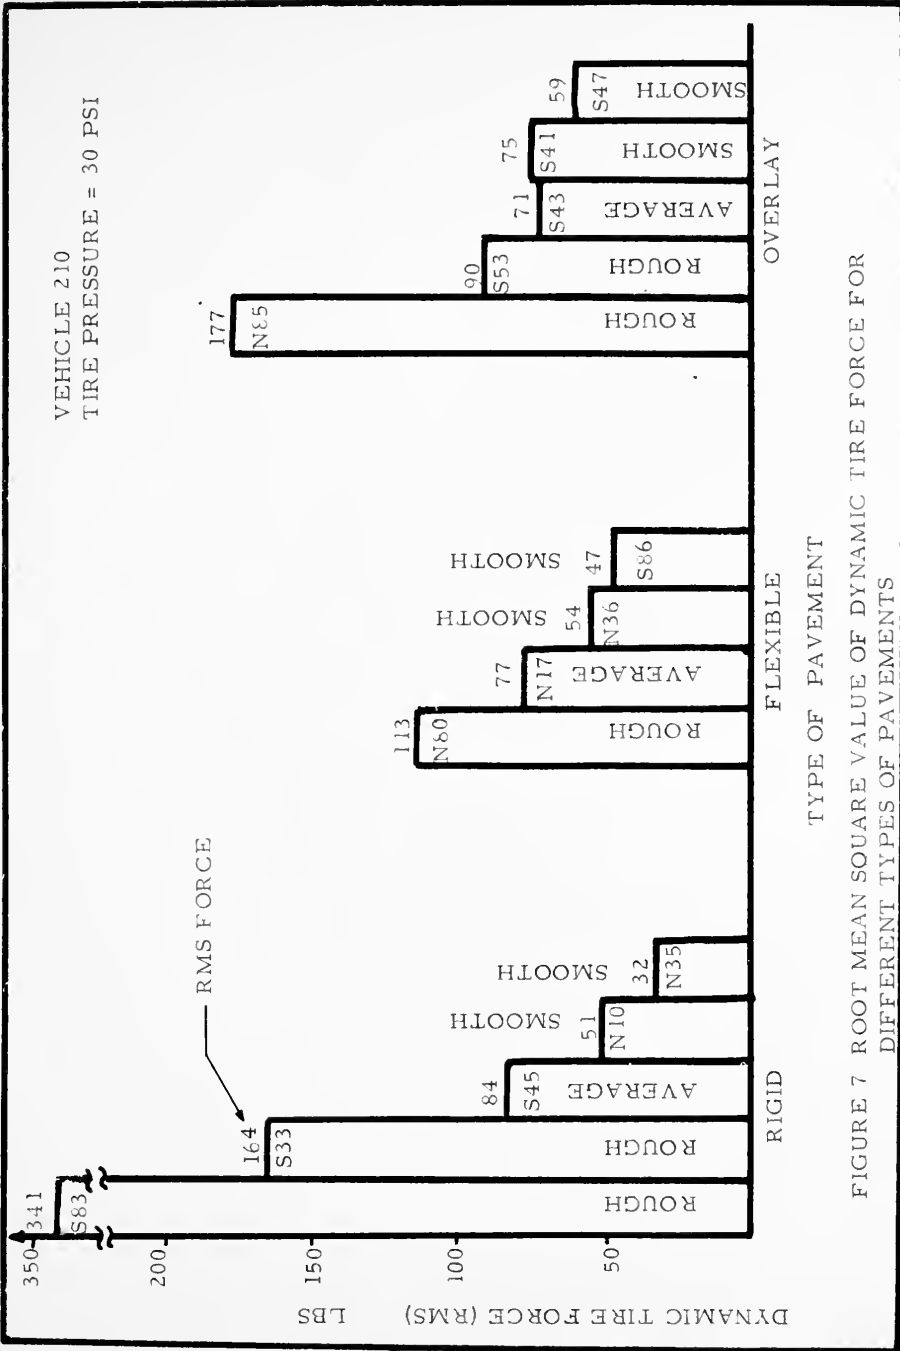 VEHICLE 210
TIRE PRESSURE = 30 PSI
DYNAMIC TIRE FORCE (RMS) LBS
350
200
150
100
50
RMS FORCE
341
S83
ROUGH
164
S33
ROUGH
84
S45
AVERAGE
51
N10
SMOOTH
32
N35
SMOOTH
RIGID
113
N80
ROUGH
77
N17
AVERAGE
54
N36
SMOOTH
47
S86
SMOOTH
FLEXIBLE
177
N85
ROUGH
90
S53
ROUGH
71
S43
AVERAGE
75
S41
SMOOTH
59
S47
SMOOTH
OVERLAY
TYPE OF PAVEMENT
FIGURE 7 ROOT MEAN SQUARE VALUE OF DYNAMIC TIRE FORCE FOR
DIFFERENT TYPES OF PAVEMENTS